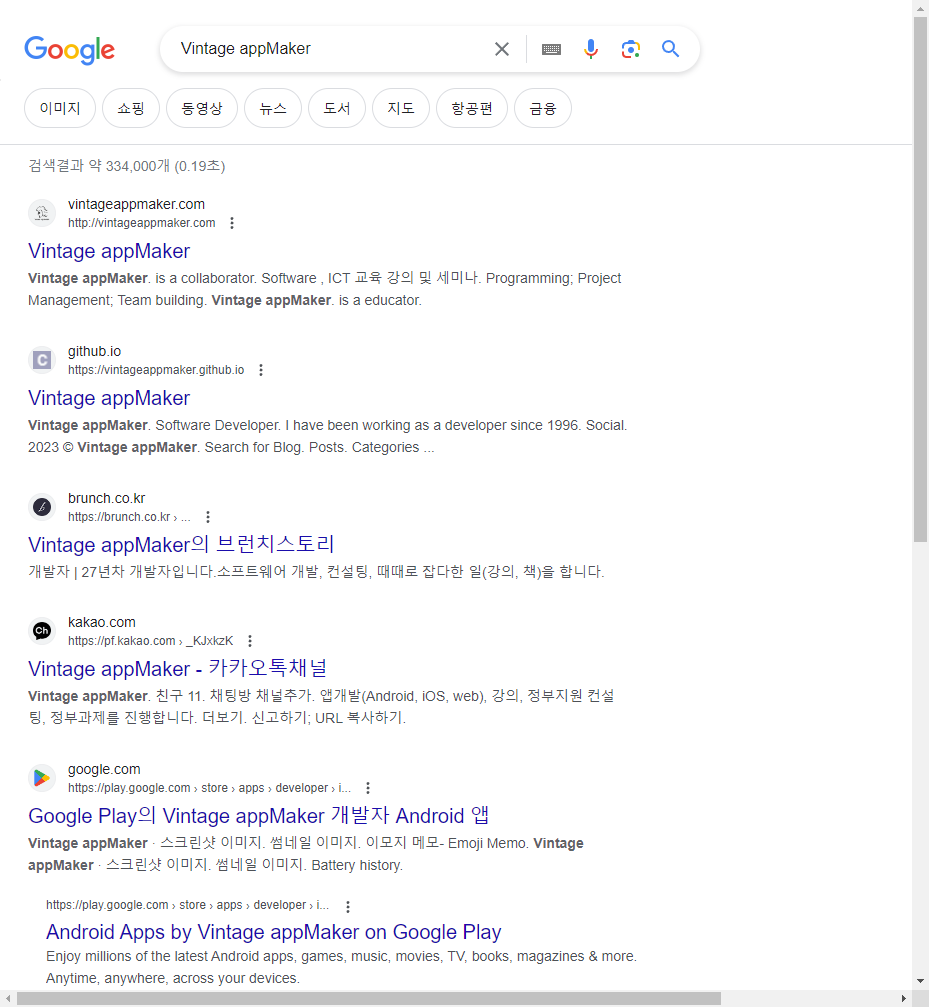 Google
Vintage appMaker
이미지 쇼핑 동영상 뉴스 도서 지도 항공편 금융
검색결과 약 334,000개 (0.19초)
vintageappmaker.com
http://vintageappmaker.com
Vintage appMaker
Vintage appMaker. is a collaborator. Software , ICT 교육 강의 및 세미나. Programming; Project
Management; Team building. Vintage appMaker. is a educator.
C
github.io
https://vintageappmaker.github.io
Vintage appMaker
Vintage appMaker. Software Developer. I have been working as a developer since 1996. Social.
2023 © Vintage appMaker. Search for Blog. Posts. Categories ...
b
brunch.co.kr
https://brunch.co.kr › ...
Vintage appMaker의 브런치스토리
개발자 | 27년차 개발자입니다.소프트웨어 개발, 컨설팅, 때때로 잡다한 일(강의, 책)을 합니다.
Ch
kakao.com
https://pf.kakao.com › _KJxkzK
Vintage appMaker - 카카오톡채널
Vintage appMaker. 친구 11. 채팅방 채널추가. 앱개발(Android, iOS, web), 강의, 정부지원 컨설
팅, 정부과제를 진행합니다. 더보기. 신고하기; URL 복사하기.
google.com
https://play.google.com › store › apps › developer › i...
Google Play의 Vintage appMaker 개발자 Android 앱
Vintage appMaker · 스크린샷 이미지. 썸네일 이미지. 이모지 메모- Emoji Memo. Vintage
appMaker · 스크린샷 이미지. 썸네일 이미지. Battery history.
https://play.google.com › store › apps › developer › i...
Android Apps by Vintage appMaker on Google Play
Enjoy millions of the latest Android apps, games, music, movies, TV, books, magazines & more.
Anytime, anywhere, across your devices.